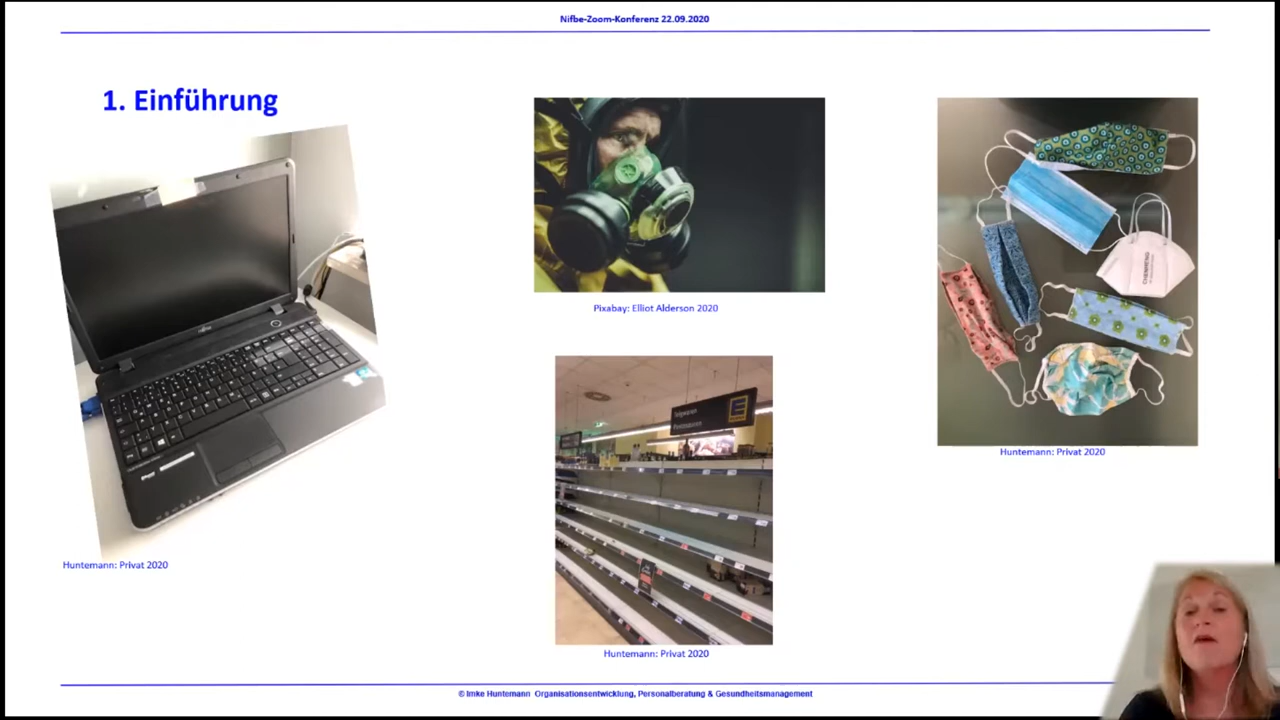 Nifbe-Zoom-Konferenz 22.09.2020
1. Einführung
Pixabay: Elliot Alderson 2020
Huntemann: Privat 2020
Huntemann: Privat 2020
Huntemann: Privat 2020
© Imke Huntemann Organisationsentwicklung, Personalberatung & Gesundheitsmanagement